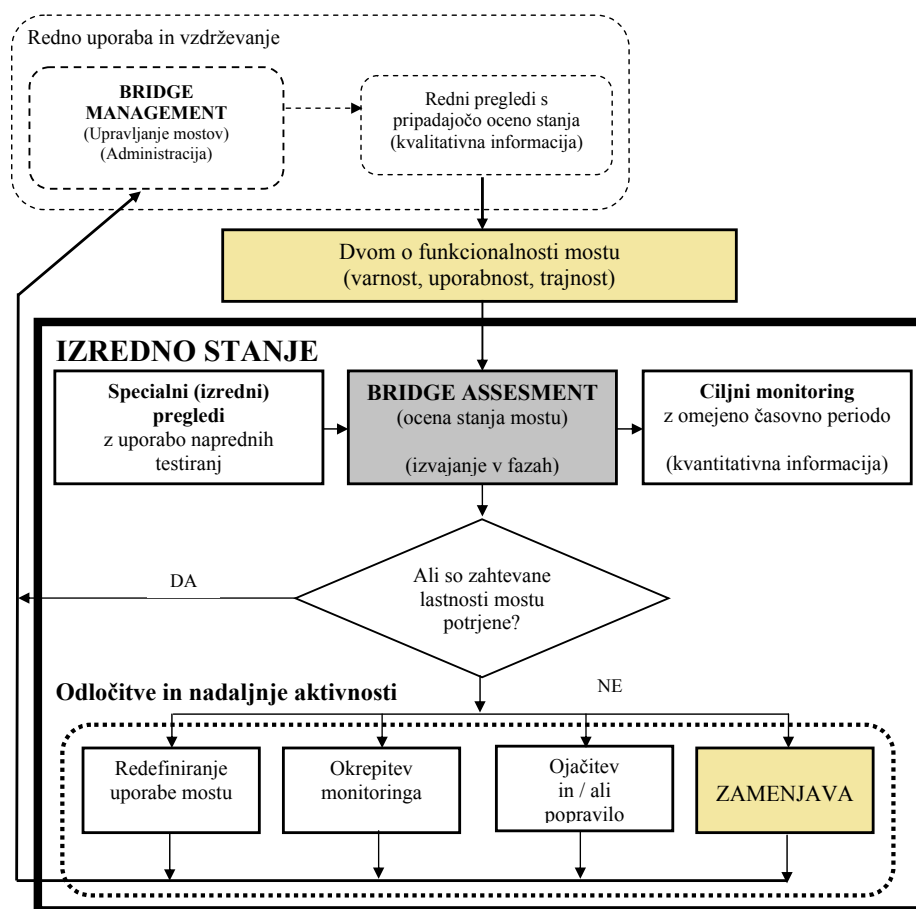 Redno uporaba in vzdrževanje
BRIDGE
MANAGEMENT
(Upravljanje mostov)
(Administracija)
Redni pregledi s
pripadajočo oceno stanja
(kvalitativna informacija)
Dvom o funkcionalnosti mostu
(varnost, uporabnost, trajnost)
IZREDNO STANJE
Specialni (izredni)
pregledi
z uporabo naprednih
testiranj
BRIDGE ASSESMENT
(ocena stanja mostu)
(izvajanje v fazah)
Ciljni monitoring
z omejeno časovno periodo
(kvantitativna informacija)
Ali so zahtevane
lastnosti mostu
potrjene?
DA
NE
Odločitve in nadaljnje aktivnosti
Redefiniranje
uporabe mostu
Okrepitev
monitoringa
Ojačitev
in / ali
popravilo
ZAMENJAVA